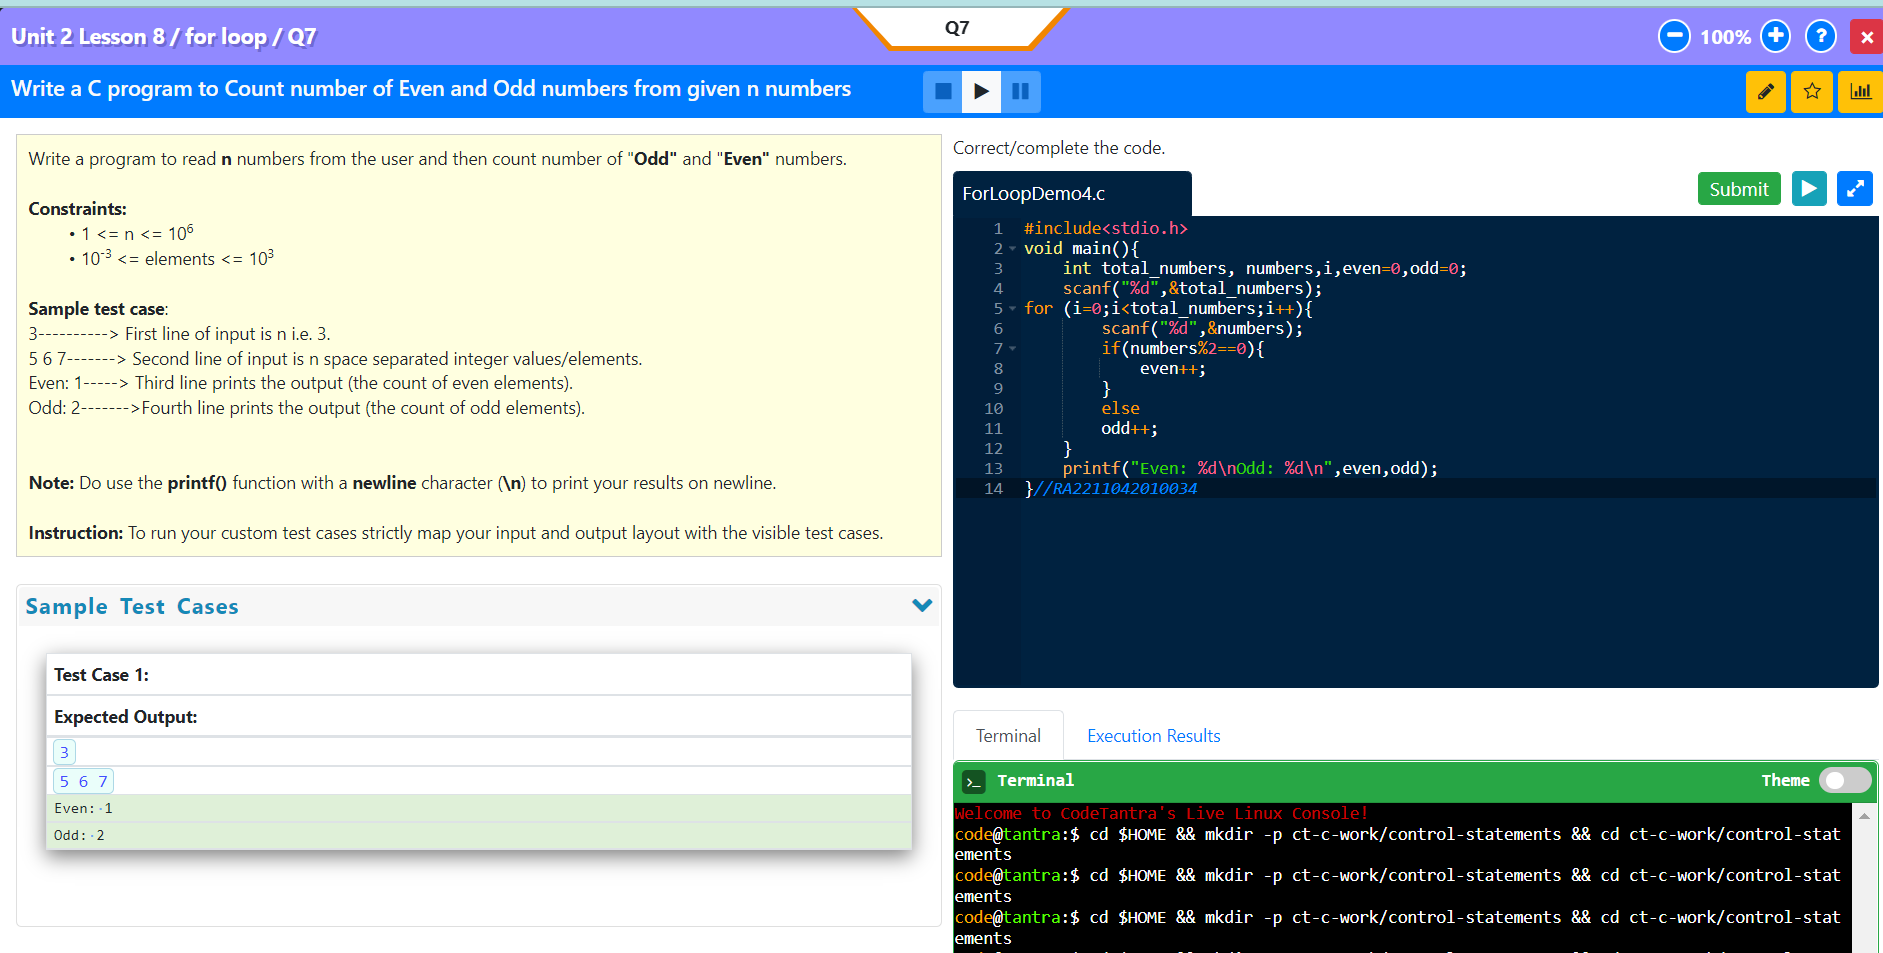 Q7
Unit 2 Lesson 8 / for loop / Q7
100%
Write a C program to Count number of Even and Odd numbers from given n numbers
Write a program to read n numbers from the user and then count number of "Odd" and "Even" numbers.
Constraints:
• 1 <= n <= 10⁶
• 10⁻³ <= elements <= 10³
Sample test case:
3----------> First line of input is n i.e. 3.
5 6 7-------> Second line of input is n space separated integer values/elements.
Even: 1-----> Third line prints the output (the count of even elements).
Odd: 2------->Fourth line prints the output (the count of odd elements).
Note: Do use the printf() function with a newline character (\n) to print your results on newline.
Instruction: To run your custom test cases strictly map your input and output layout with the visible test cases.
Sample Test Cases
Test Case 1:
Expected Output:
3
5 6 7
Even:·1
Odd:·2
Correct/complete the code.
ForLoopDemo4.c
Submit
1 #include<stdio.h>
2 void main(){
3 int total_numbers, numbers,i,even=0,odd=0;
4 scanf("%d",&total_numbers);
5 for (i=0;i<total_numbers;i++){
6 scanf("%d",&numbers);
7 if(numbers%2==0){
8 even++;
9 }
10 else
11 odd++;
12 }
13 printf("Even: %d\nOdd: %d\n",even,odd);
14 }//RA2211042010034
Terminal
Execution Results
>_ Terminal
Theme
Welcome to CodeTantra's Live Linux Console!
code@tantra:$ cd $HOME && mkdir -p ct-c-work/control-statements && cd ct-c-work/control-stat
ements
code@tantra:$ cd $HOME && mkdir -p ct-c-work/control-statements && cd ct-c-work/control-stat
ements
code@tantra:$ cd $HOME && mkdir -p ct-c-work/control-statements && cd ct-c-work/control-stat
ements